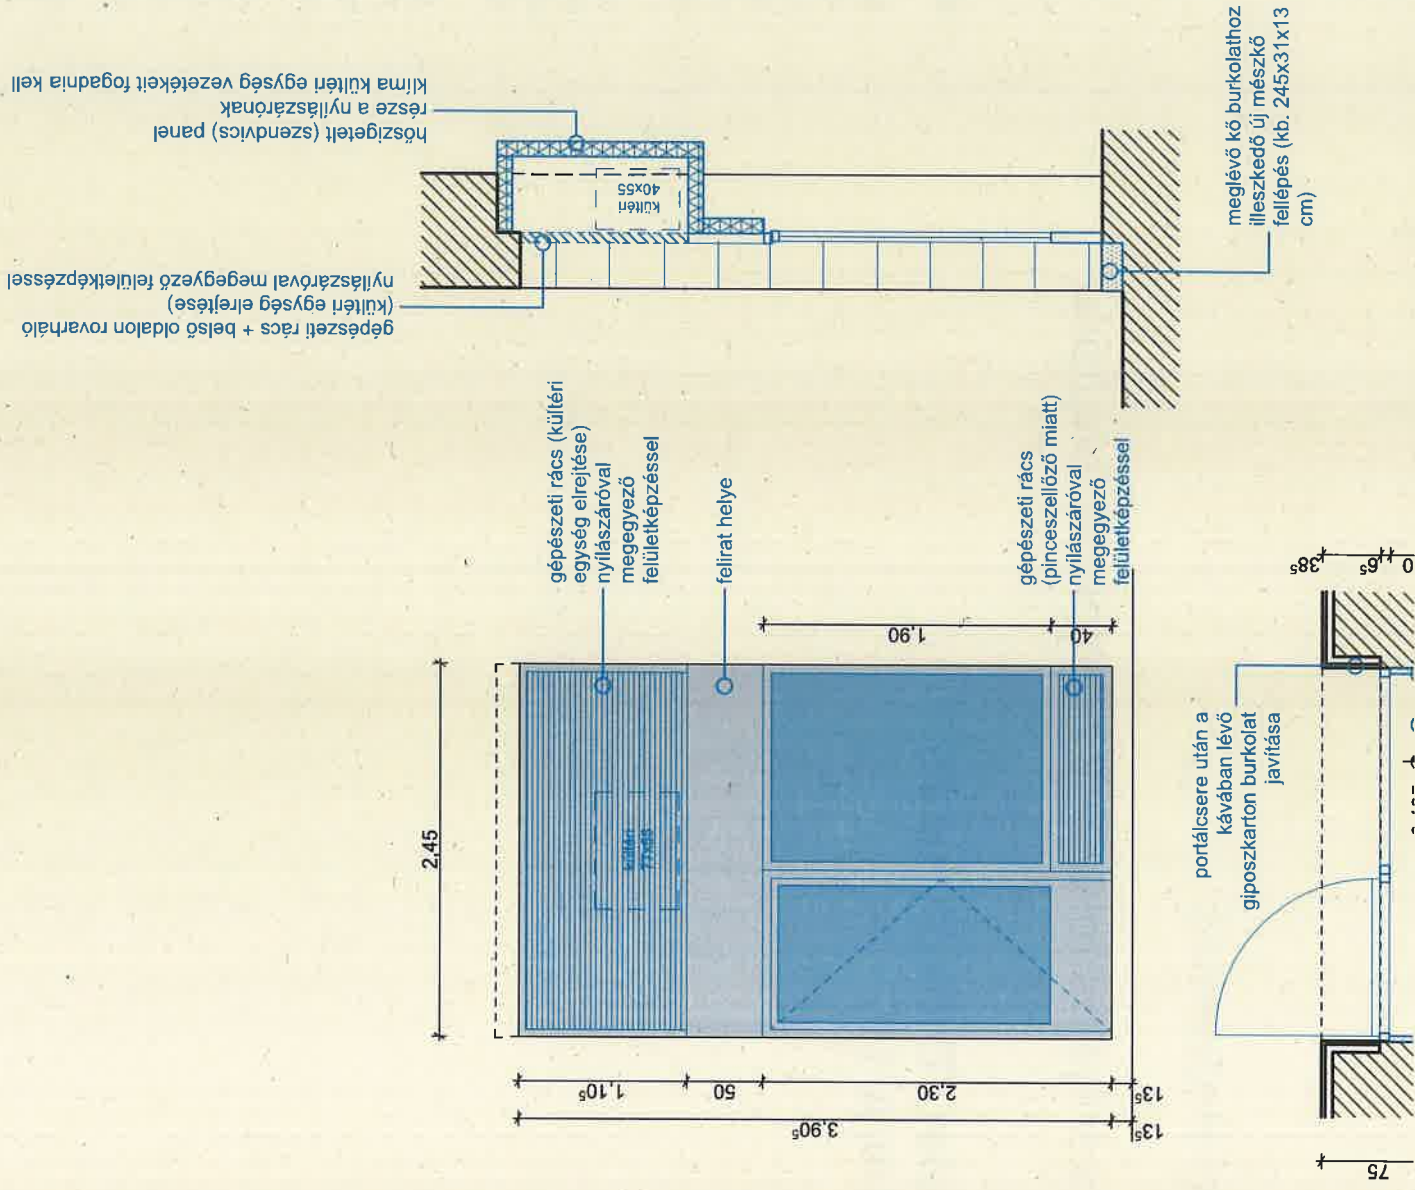 hőszigetelt (szendvics) panel
része a nyílászárónak
klíma kültéri egység vezetékeit fogadnia kell
gépészeti rács + belső oldalon rovarháló
(kültéri egység elrejtése)
nyílászáróval megegyező felületképzéssel
kültéri
40x55
meglévő kő burkolathoz
illeszkedő új mészkő
fellépés (kb. 245x31x13
cm)
gépészeti rács (kültéri
egység elrejtése)
nyílászáróval
megegyező
felületképzéssel
felirat helye
gépészeti rács
(pinceszellőző miatt)
nyílászáróval
megegyező
felületképzéssel
2,45
kültéri
77x55
1,90
40
1,10⁵
50
2,30
13⁵
3,90⁵
13⁵
portálcsere után a
kávában lévő
giposzkarton burkolat
javítása
38⁵
6⁵
0
75